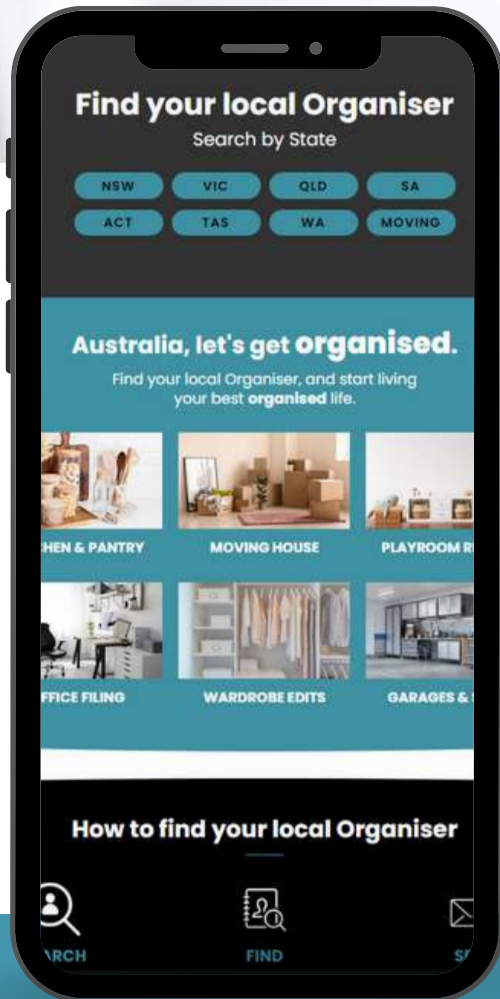 Find your local Organiser
Search by State
NSW VIC QLD SA
ACT TAS WA MOVING
Australia, let's get organised.
Find your local Organiser, and start living
your best organised life.
HEN & PANTRY MOVING HOUSE PLAYROOM R
FFICE FILING WARDROBE EDITS GARAGES &
How to find your local Organiser
ARCH FIND SE